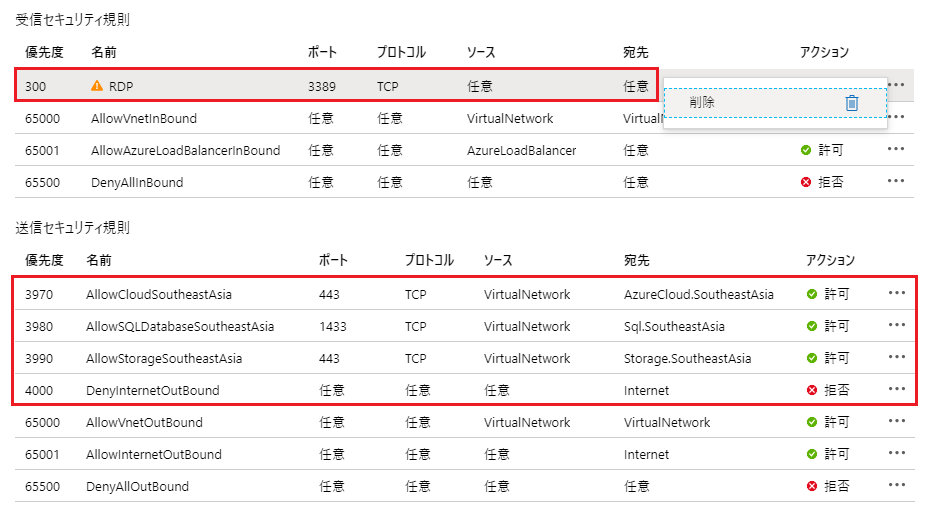 受信セキュリティ規則
優先度 名前 ポート プロトコル ソース 宛先 アクション
300 RDP 3389 TCP 任意 任意
削除
65000 AllowVnetInBound 任意 任意 VirtualNetwork
65001 AllowAzureLoadBalancerInBound 任意 任意 AzureLoadBalancer 任意 許可
65500 DenyAllInBound 任意 任意 任意 任意 拒否
送信セキュリティ規則
優先度 名前 ポート プロトコル ソース 宛先 アクション
3970 AllowCloudSoutheastAsia 443 TCP VirtualNetwork AzureCloud.SoutheastAsia 許可
3980 AllowSQLDatabaseSoutheastAsia 1433 TCP VirtualNetwork Sql.SoutheastAsia 許可
3990 AllowStorageSoutheastAsia 443 TCP VirtualNetwork Storage.SoutheastAsia 許可
4000 DenyInternetOutBound 任意 任意 任意 Internet 拒否
65000 AllowVnetOutBound 任意 任意 VirtualNetwork VirtualNetwork 許可
65001 AllowInternetOutBound 任意 任意 任意 Internet 許可
65500 DenyAllOutBound 任意 任意 任意 任意 拒否